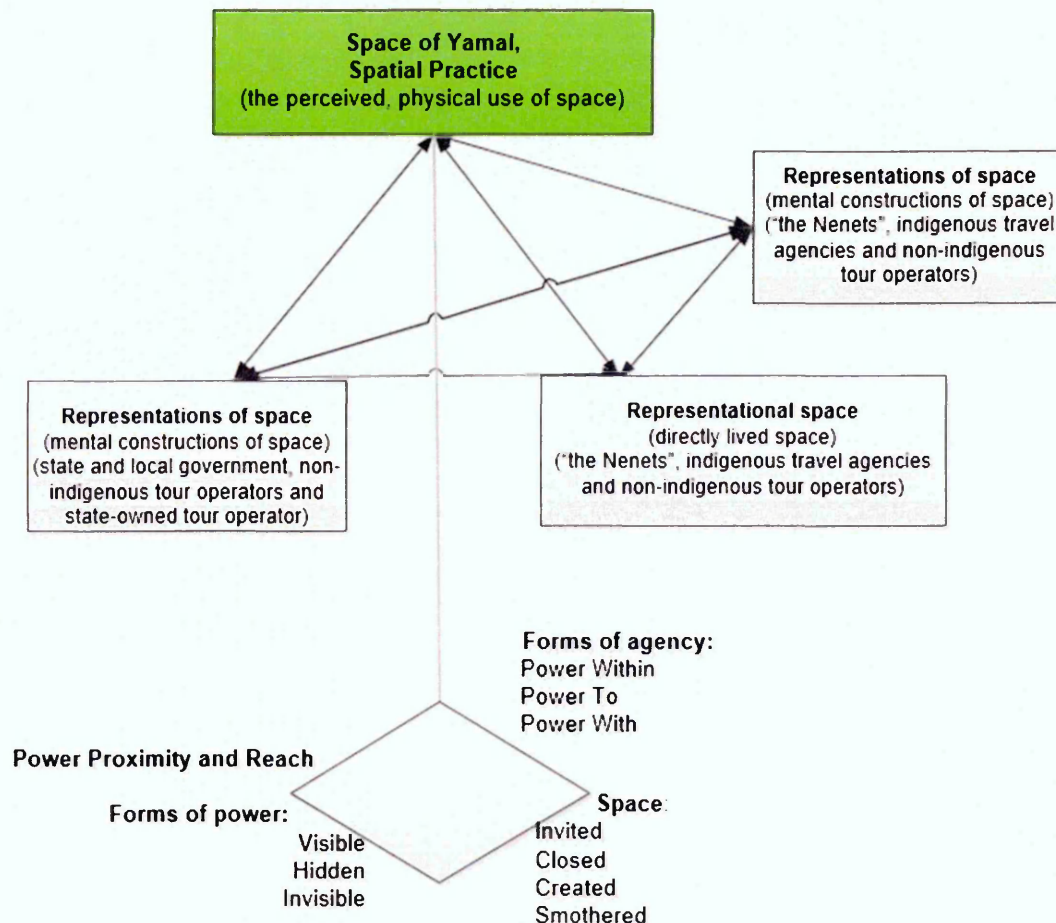 Space of Yamal,
Spatial Practice
(the perceived, physical use of space)
Representations of space
(mental constructions of space)
("the Nenets", indigenous travel
agencies and non-indigenous
tour operators)
Representations of space
(mental constructions of space)
(state and local government, non-
indigenous tour operators and
state-owned tour operator)
Representational space
(directly lived space)
("the Nenets", indigenous travel agencies
and non-indigenous tour operators)
Forms of agency:
Power Within
Power To
Power With
Power Proximity and Reach
Forms of power:
Visible
Hidden
Invisible
Space:
Invited
Closed
Created
Smothered